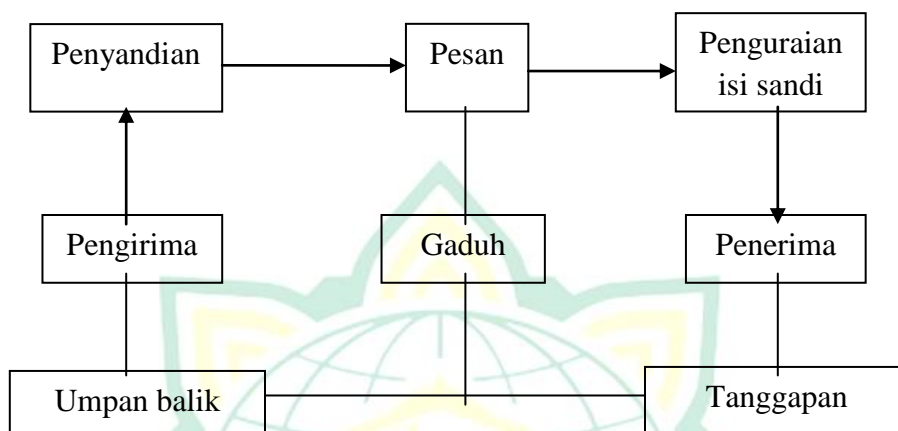 Penyandian
Pesan
Penguraian
isi sandi
Pengirima
Gaduh
Penerima
Umpan balik
Tanggapan